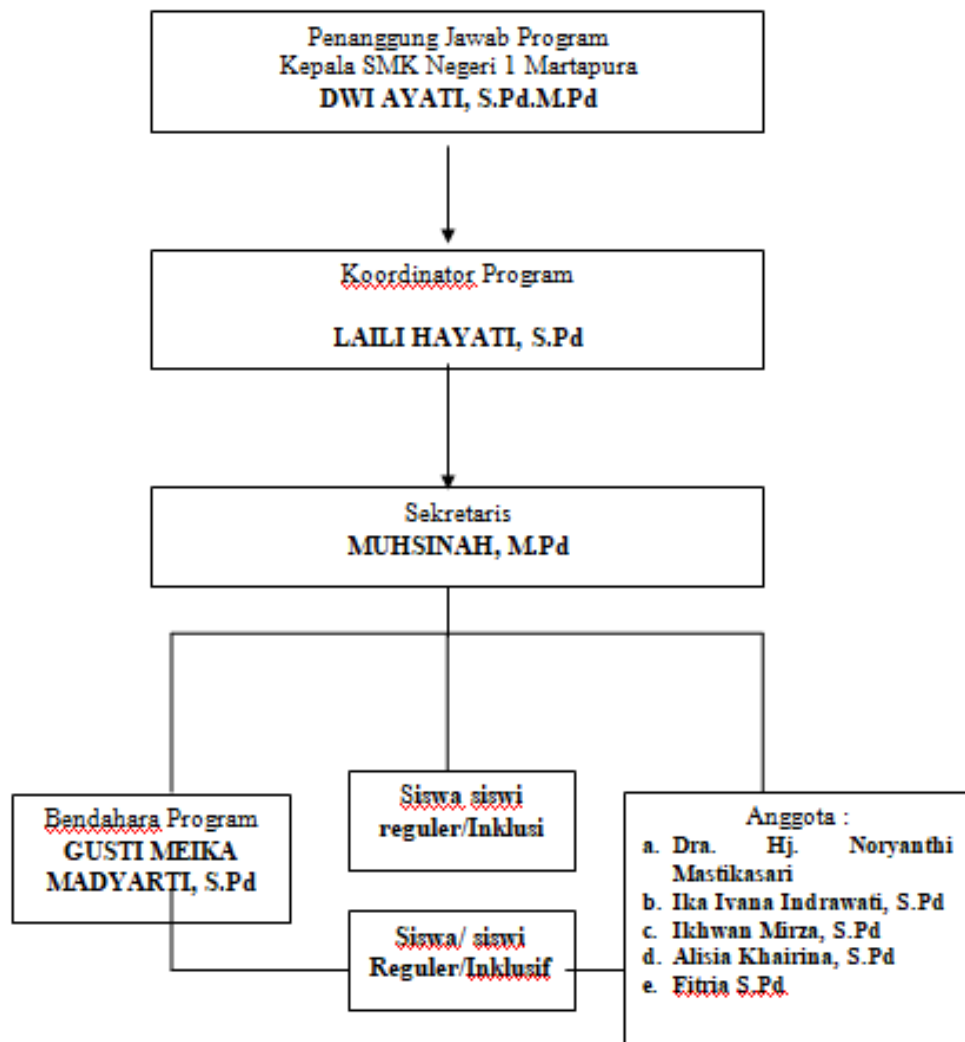 Penanggung Jawab Program
Kepala SMK Negeri 1 Martapura
DWI AYATI, S.Pd.M.Pd
Koordinator Program
LAILI HAYATI, S.Pd
Sekretaris
MUHSINAH, M.Pd
Bendahara Program
GUSTI MEIKA
MADYARTI, S.Pd
Siswa siswi
reguler/Inklusi
Siswa/ siswi
Reguler/Inklusif
Anggota :
a. Dra. Hj. Noryanthi
Mastikasari
b. Ika Ivana Indrawati, S.Pd
c. Ikhwan Mirza, S.Pd
d. Alisia Khairina, S.Pd
e. Fitria S.Pd